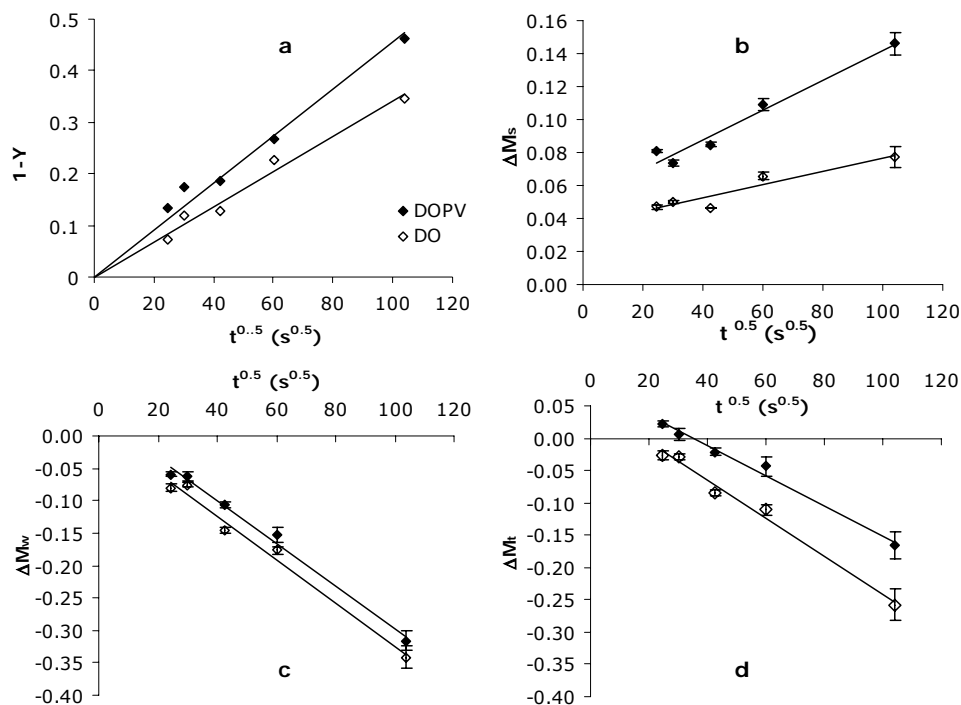 a
0.5
0.4
0.3
0.2
0.1
0
1-Y
0 20 40 60 80 100 120
t0..5 (s0.5)
DOPV
DO
b
0.16
0.14
0.12
0.10
0.08
0.06
0.04
0.02
0.00
ΔMs
0 20 40 60 80 100 120
t 0.5 (s0.5)
t0.5 (s0.5)
0 20 40 60 80 100 120
0.00
-0.05
-0.10
-0.15
-0.20
-0.25
-0.30
-0.35
-0.40
ΔMw
c
0 20 40 60 80 100 120
t 0.5 (s0.5)
0.05
0.00
-0.05
-0.10
-0.15
-0.20
-0.25
-0.30
-0.35
-0.40
ΔMt
d